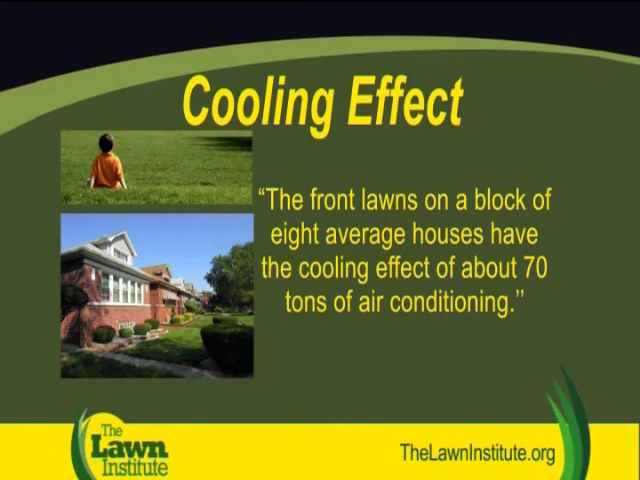 Cooling Effect
“The front lawns on a block of
eight average houses have
the cooling effect of about 70
tons of air conditioning.’’
The
Lawn
Institute
TheLawnInstitute.org